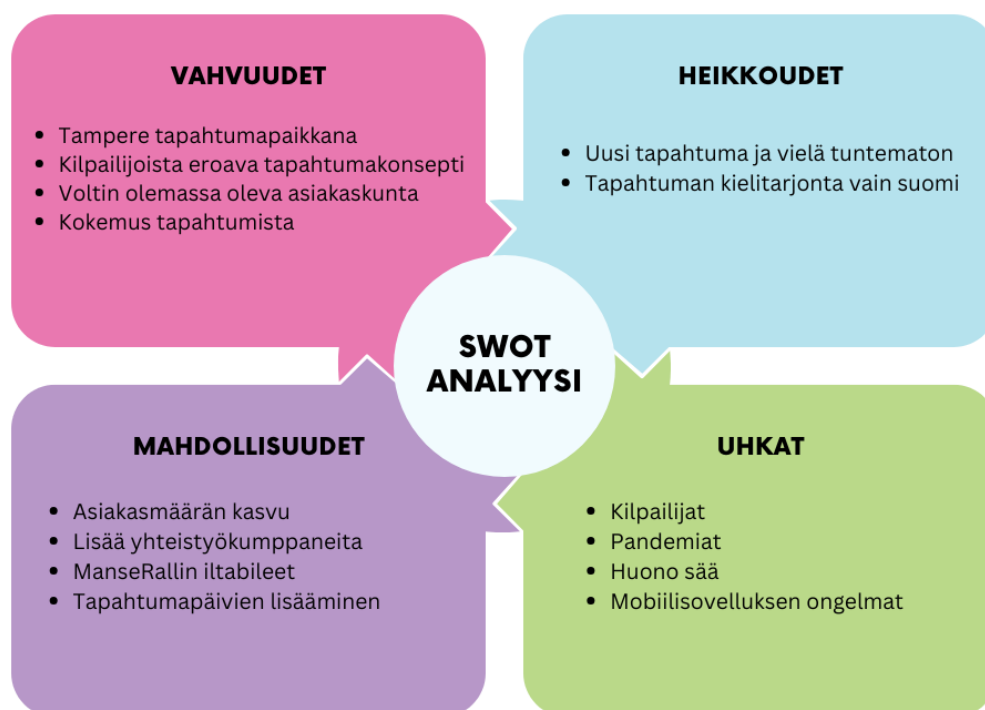 VAHVUUDET
• Tampere tapahtumapaikkana
• Kilpailijoista eroava tapahtumakonsepti
• Voltin olemassa oleva asiakaskunta
• Kokemus tapahtumista
HEIKKOUDET
• Uusi tapahtuma ja vielä tuntematon
• Tapahtuman kielitarjonta vain suomi
SWOT
ANALYYSI
MAHDOLLISUUDET
• Asiakasmäärän kasvu
• Lisää yhteistyökumppaneita
• ManseRallin iltabileet
• Tapahtumapäivien lisääminen
UHKAT
• Kilpailijat
• Pandemiat
• Huono sää
• Mobiilisovelluksen ongelmat